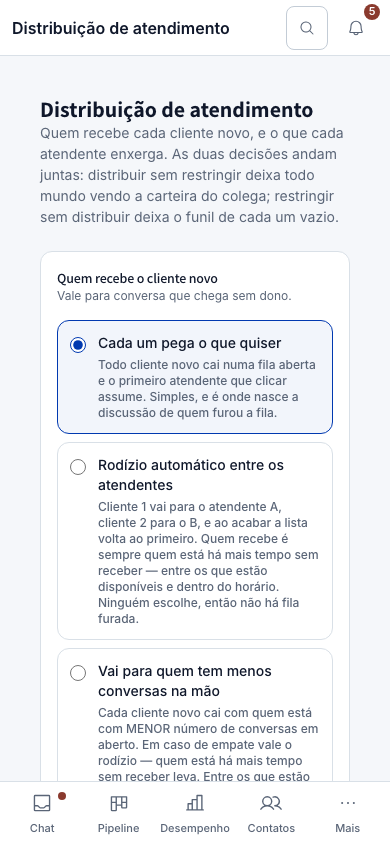 Distribuição de atendimento
5
Distribuição de atendimento
Quem recebe cada cliente novo, e o que cada
atendente enxerga. As duas decisões andam
juntas: distribuir sem restringir deixa todo
mundo vendo a carteira do colega; restringir
sem distribuir deixa o funil de cada um vazio.
Quem recebe o cliente novo
Vale para conversa que chega sem dono.
Cada um pega o que quiser
Todo cliente novo cai numa fila aberta
e o primeiro atendente que clicar
assume. Simples, e é onde nasce a
discussão de quem furou a fila.
Rodízio automático entre os
atendentes
Cliente 1 vai para o atendente A,
cliente 2 para o B, e ao acabar a lista
volta ao primeiro. Quem recebe é
sempre quem está há mais tempo sem
receber — entre os que estão
disponíveis e dentro do horário.
Ninguém escolhe, então não há fila
furada.
Vai para quem tem menos
conversas na mão
Cada cliente novo cai com quem está
com MENOR número de conversas em
aberto. Em caso de empate vale o
rodízio — quem está há mais tempo
sem receber leva. Entre os que estão
Chat
Pipeline
Desempenho
Contatos
Mais